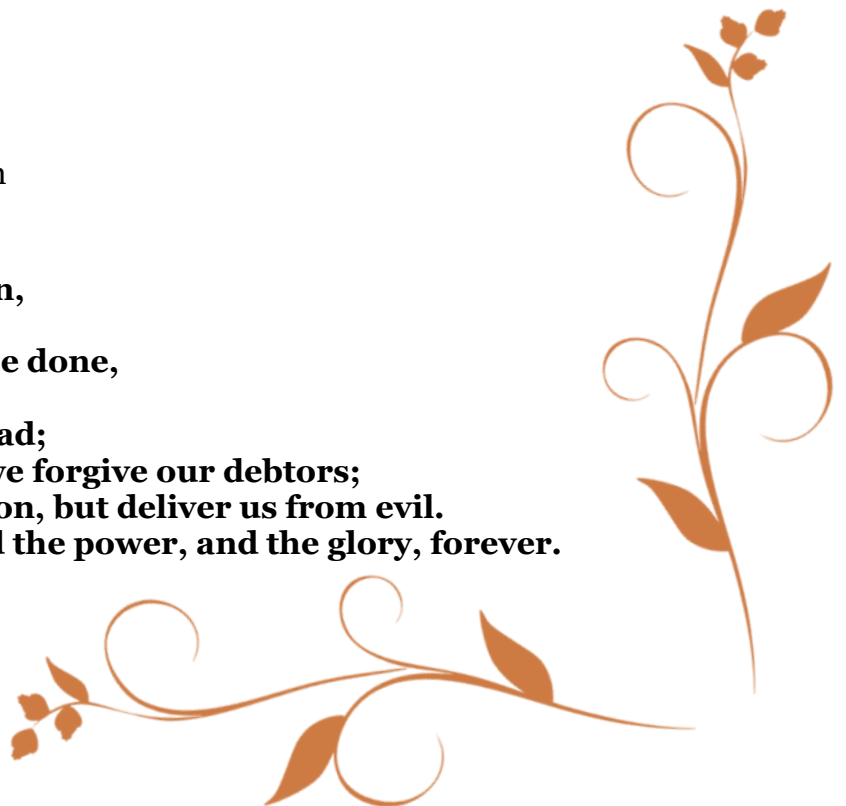 n,
e done,
ad;
ve forgive our debtors;
on, but deliver us from evil.
the power, and the glory, forever.